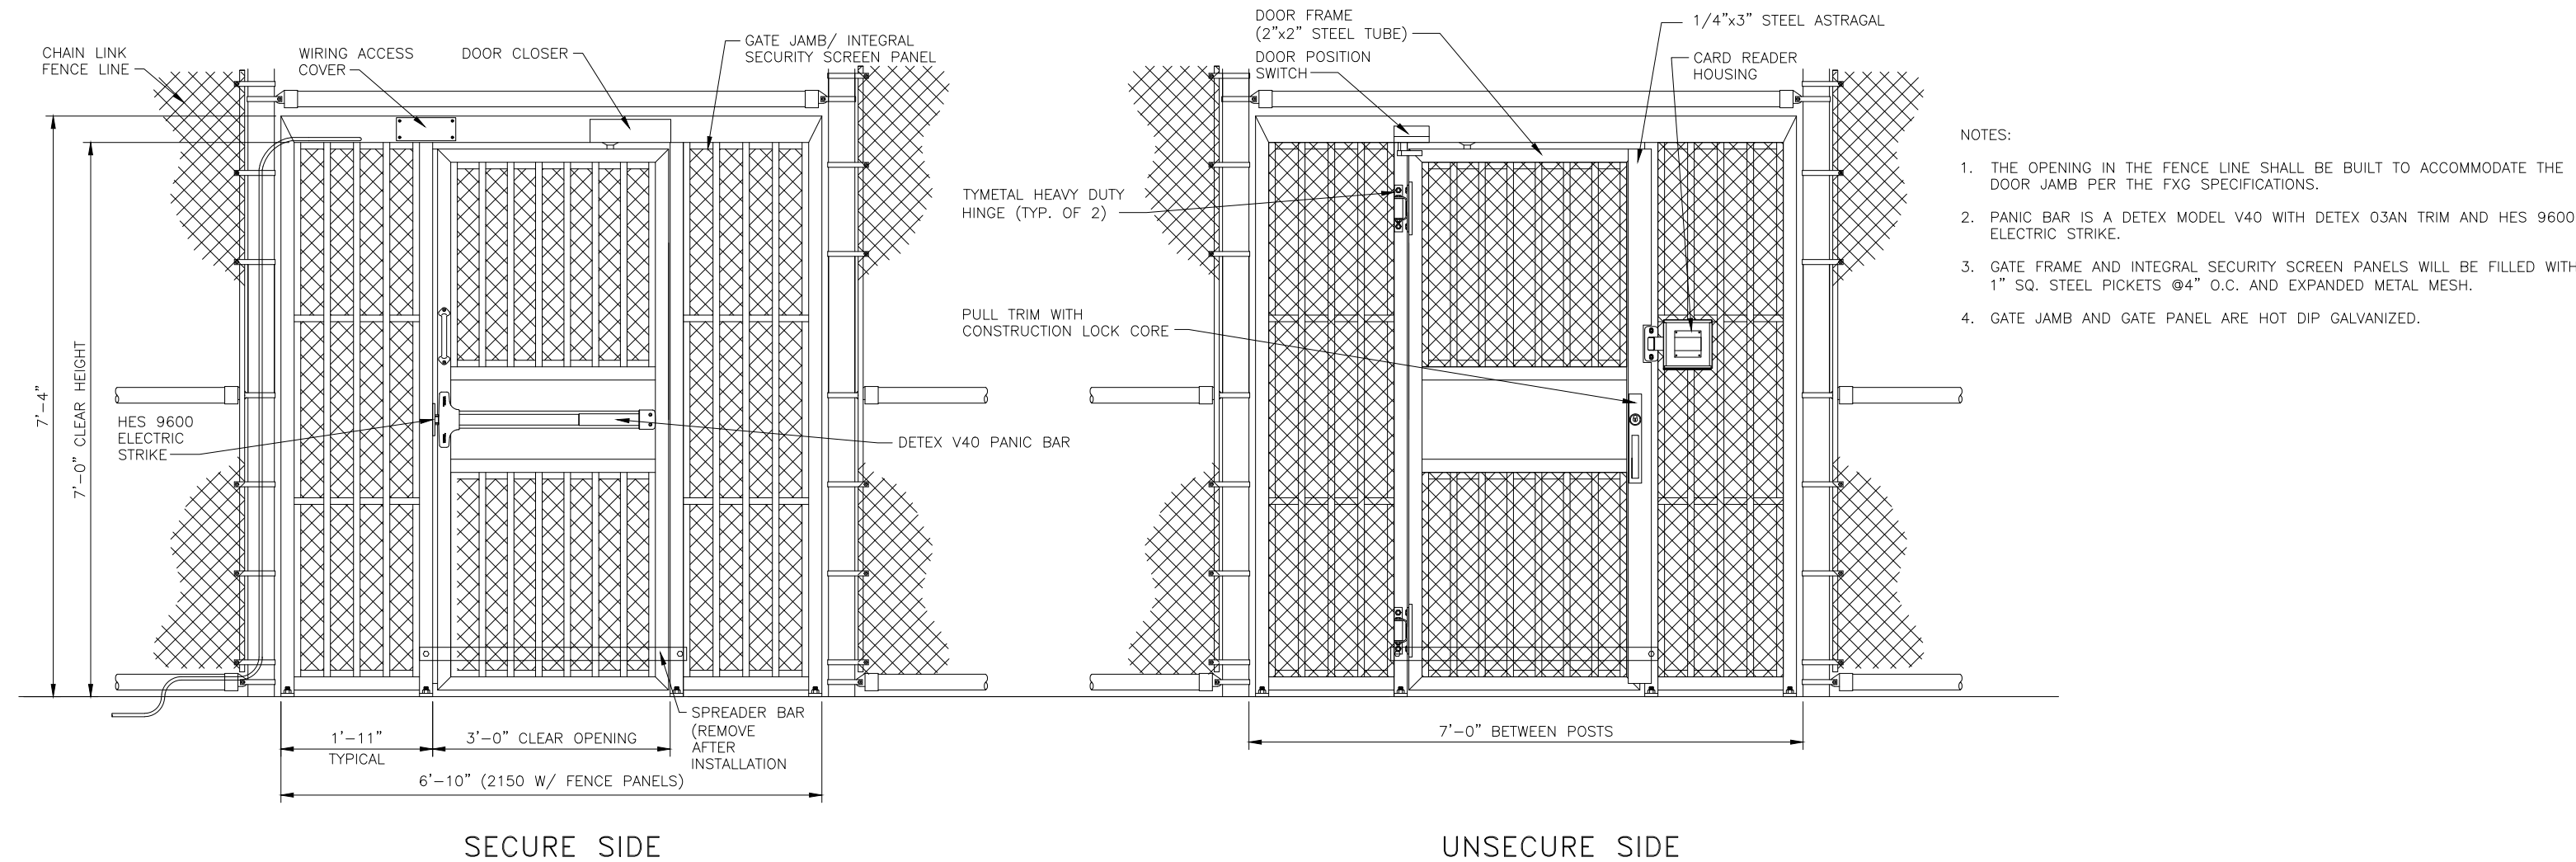 CHAIN LINK
FENCE LINE
WIRING ACCESS
COVER
DOOR CLOSER
GATE JAMB/ INTEGRAL
SECURITY SCREEN PANEL
7'-4"
7'-0" CLEAR HEIGHT
HES 9600
ELECTRIC
STRIKE
DETEX V40 PANIC BAR
SPREADER BAR
(REMOVE
AFTER
INSTALLATION
1'-11"
TYPICAL
3'-0" CLEAR OPENING
6'-10" (2150 W/ FENCE PANELS)
SECURE SIDE
DOOR FRAME
(2"x2" STEEL TUBE)
DOOR POSITION
SWITCH
1/4"x3" STEEL ASTRAGAL
CARD READER
HOUSING
TYMETAL HEAVY DUTY
HINGE (TYP. OF 2)
PULL TRIM WITH
CONSTRUCTION LOCK CORE
7'-0" BETWEEN POSTS
UNSECURE SIDE
NOTES:
1. THE OPENING IN THE FENCE LINE SHALL BE BUILT TO ACCOMMODATE THE
DOOR JAMB PER THE FXG SPECIFICATIONS.
2. PANIC BAR IS A DETEX MODEL V40 WITH DETEX 03AN TRIM AND HES 9600
ELECTRIC STRIKE.
3. GATE FRAME AND INTEGRAL SECURITY SCREEN PANELS WILL BE FILLED WITH
1" SQ. STEEL PICKETS @4" O.C. AND EXPANDED METAL MESH.
4. GATE JAMB AND GATE PANEL ARE HOT DIP GALVANIZED.